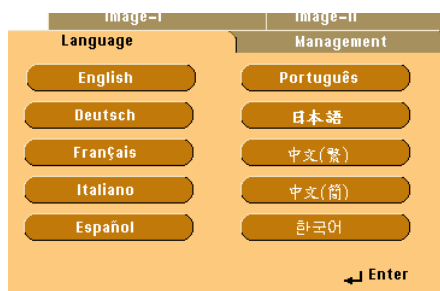 Image-I Image-II
Language Management
English Português
Deutsch 日本語
FranÇais 中文(繁)
Italiano 中文(简)
Español 한국어
Enter